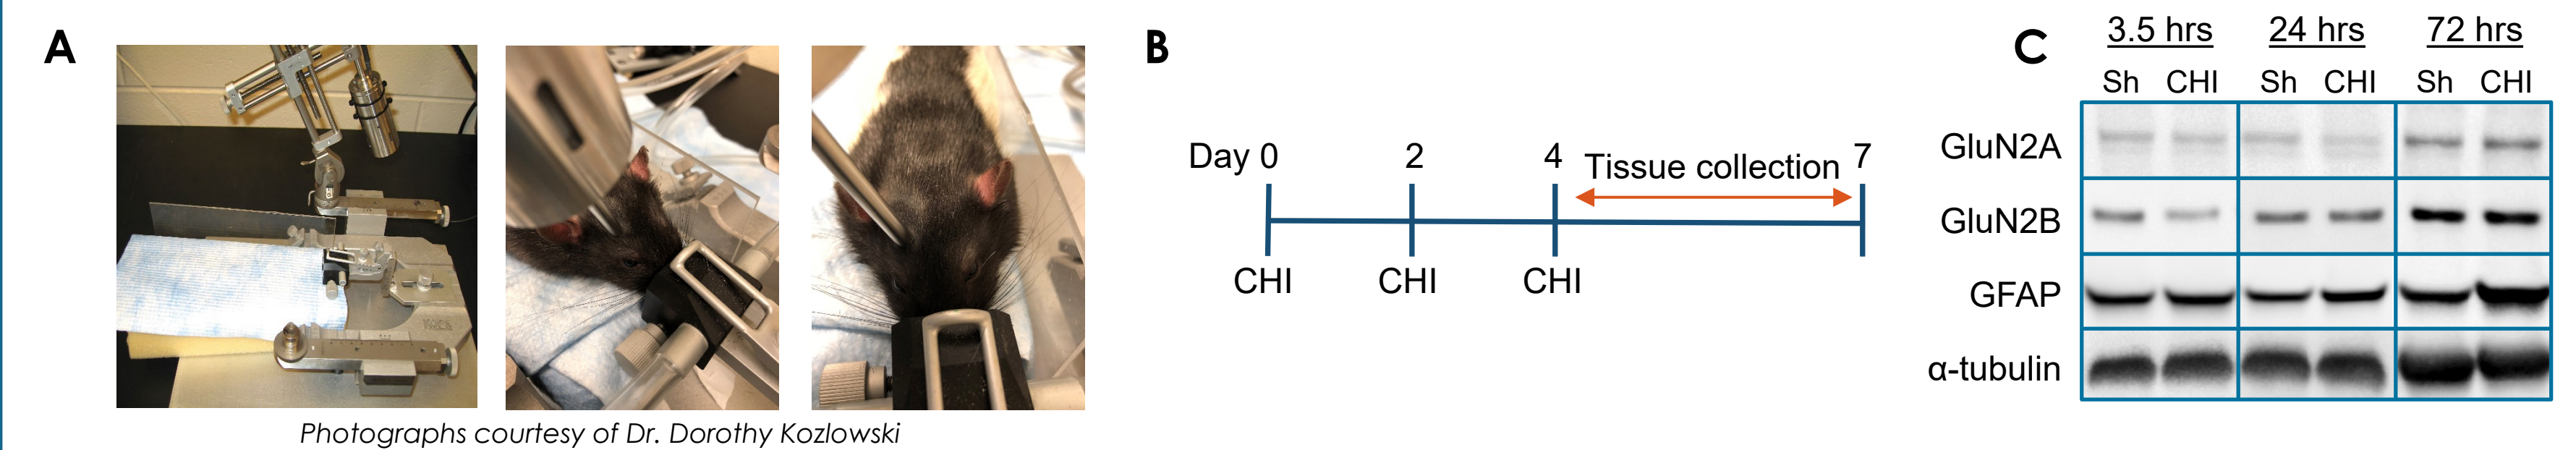 A
Photographs courtesy of Dr. Dorothy Kozlowski
B
Day 0 2 4 Tissue collection 7
CHI CHI CHI
C
3.5 hrs 24 hrs 72 hrs
Sh CHI Sh CHI Sh CHI
GluN2A
GluN2B
GFAP
α-tubulin